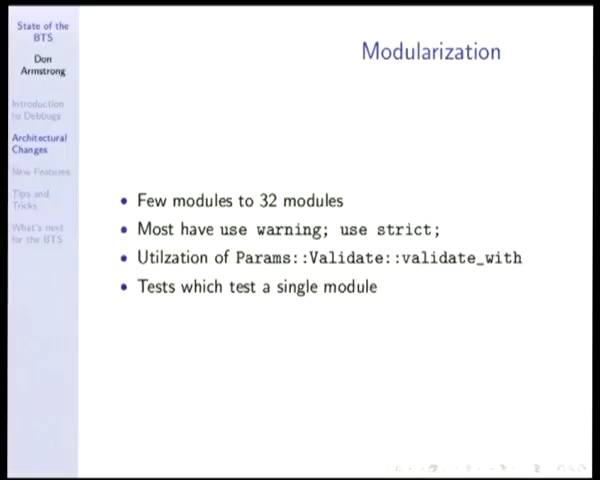 State of the
BTS
Don
Armstrong
Introduction
to Debbugs
Architectural
Changes
New Features
Tips and
Tricks
What's next
for the BTS
Modularization
• Few modules to 32 modules
• Most have use warning; use strict;
• Utilzation of Params::Validate::validate_with
• Tests which test a single module